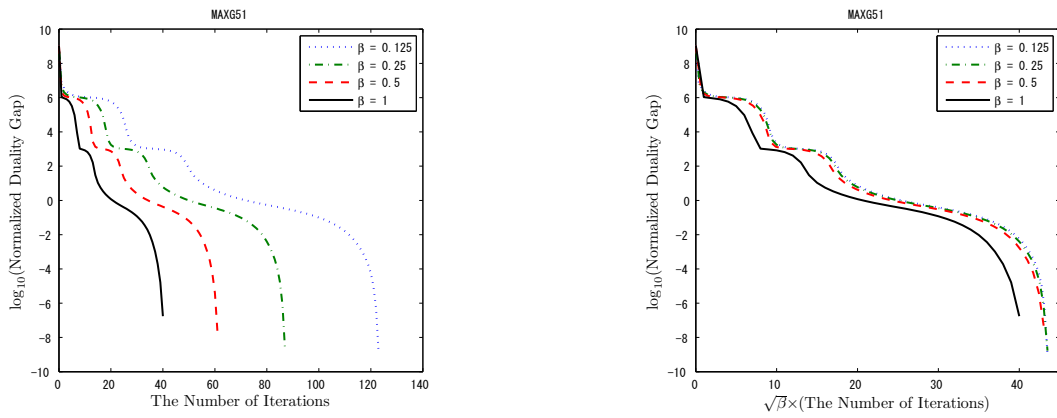 MAXG51
log₁₀(Normalized Duality Gap)
10
8
6
4
2
0
−2
−4
−6
−8
−10
β = 0.125
β = 0.25
β = 0.5
β = 1
0 20 40 60 80 100 120 140
The Number of Iterations
MAXG51
log₁₀(Normalized Duality Gap)
10
8
6
4
2
0
−2
−4
−6
−8
−10
β = 0.125
β = 0.25
β = 0.5
β = 1
0 10 20 30 40
√β×(The Number of Iterations)